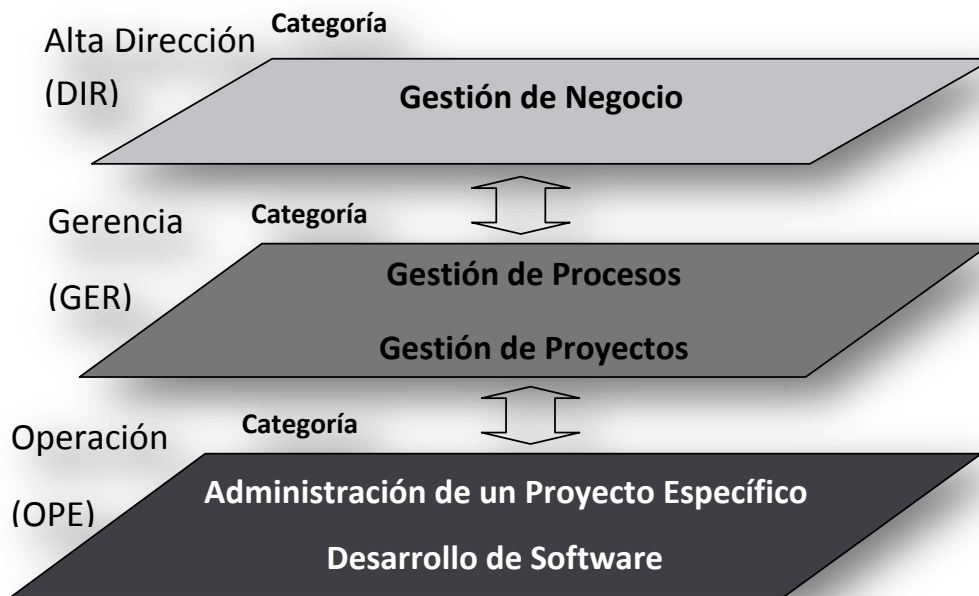 Categoría
Alta Dirección
(DIR)
Gestión de Negocio
Categoría
Gerencia
(GER)
Gestión de Procesos
Gestión de Proyectos
Categoría
Operación
(OPE)
Administración de un Proyecto Específico
Desarrollo de Software